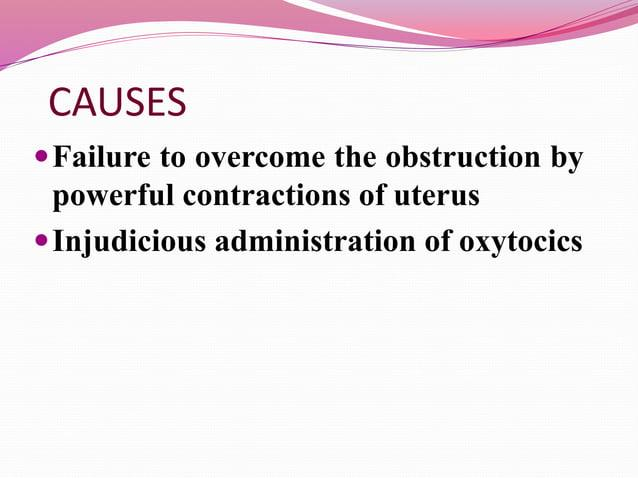 CAUSES
Failure to overcome the obstruction by
powerful contractions of uterus
Injudicious administration of oxytocics